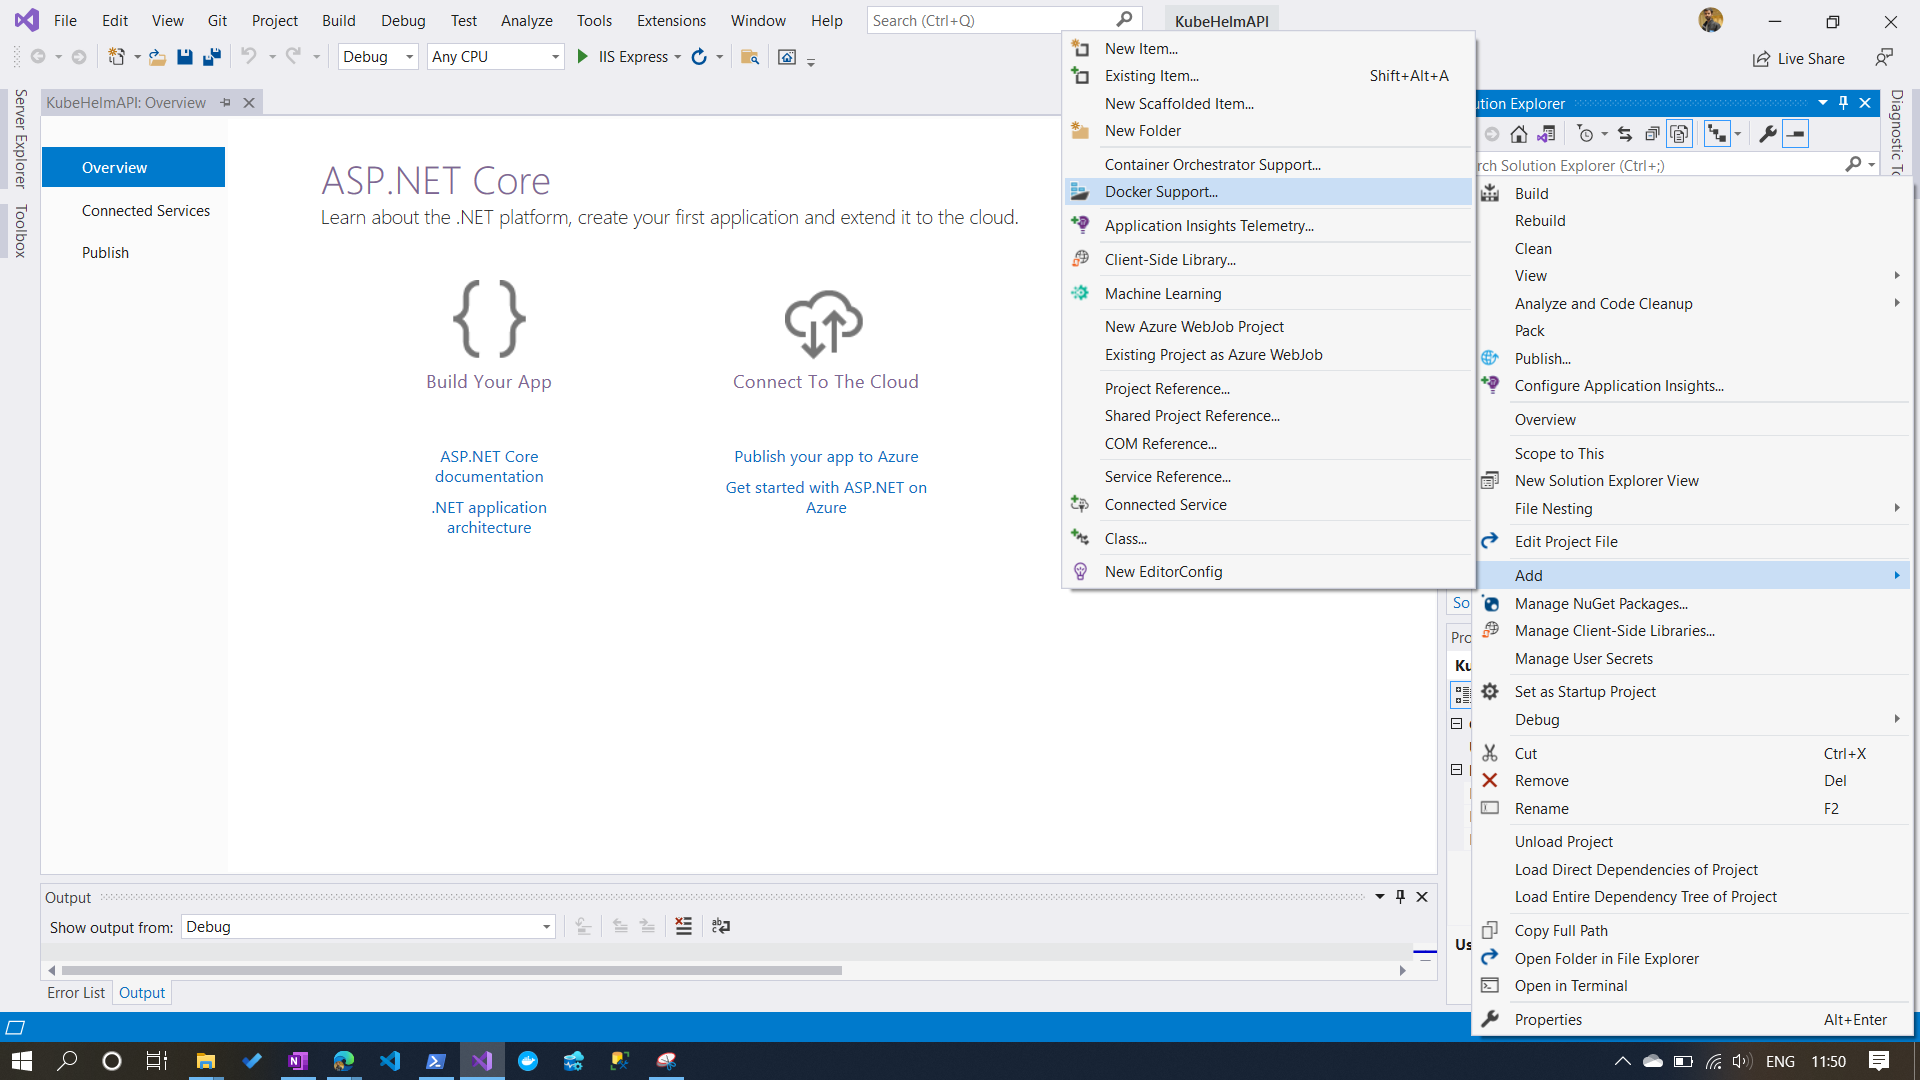 File Edit View Git Project Build Debug Test Analyze Tools Extensions Window Help Search (Ctrl+Q) KubeHelmAPI
Debug Any CPU IIS Express Live Share
Server Explorer
Toolbox
KubeHelmAPI: Overview
Overview
Connected Services
Publish
ASP.NET Core
Learn about the .NET platform, create your first application and extend it to the cloud.
Build Your App
ASP.NET Core
documentation
.NET application
architecture
Connect To The Cloud
Publish your app to Azure
Get started with ASP.NET on
Azure
New Item...
Existing Item... Shift+Alt+A
New Scaffolded Item...
New Folder
Container Orchestrator Support...
Docker Support...
Application Insights Telemetry...
Client-Side Library...
Machine Learning
New Azure WebJob Project
Existing Project as Azure WebJob
Project Reference...
Shared Project Reference...
COM Reference...
Service Reference...
Connected Service
Class...
New EditorConfig
ution Explorer
rch Solution Explorer (Ctrl+;)
Diagnostic To
Build
Rebuild
Clean
View
Analyze and Code Cleanup
Pack
Publish...
Configure Application Insights...
Overview
Scope to This
New Solution Explorer View
File Nesting
Edit Project File
Add
Manage NuGet Packages...
Manage Client-Side Libraries...
Manage User Secrets
Set as Startup Project
Debug
Cut Ctrl+X
Remove Del
Rename F2
Unload Project
Load Direct Dependencies of Project
Load Entire Dependency Tree of Project
Copy Full Path
Open Folder in File Explorer
Open in Terminal
Properties Alt+Enter
So
Pro
Ku
Us
Output
Show output from: Debug
Error List Output
ENG 11:50